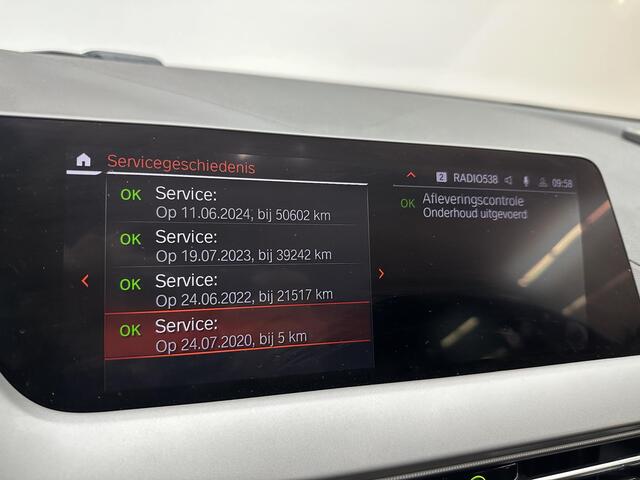 Servicegeschiedenis
OK Service:
Op 11.06.2024, bij 50602 km
OK Service:
Op 19.07.2023, bij 39242 km
OK Service:
Op 24.06.2022, bij 21517 km
OK Service:
Op 24.07.2020, bij 5 km
2 RADIO538 09:58
OK Afleveringscontrole
Onderhoud uitgevoerd